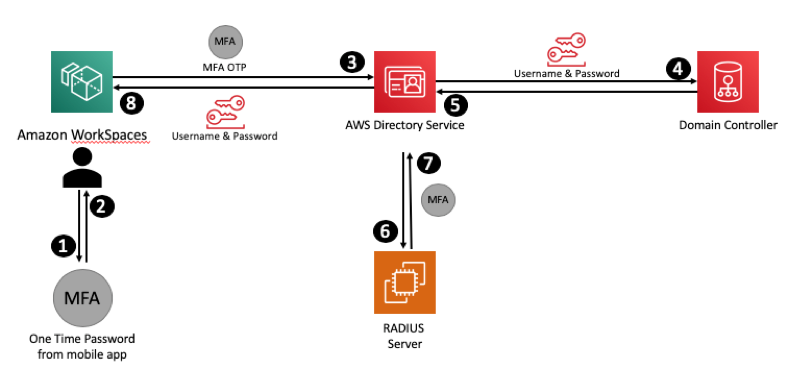 MFA
MFA OTP
3
Username & Password
4
8
5
Username & Password
Amazon WorkSpaces
AWS Directory Service
Domain Controller
7
2
MFA
1
6
MFA
One Time Password
from mobile app
RADIUS
Server